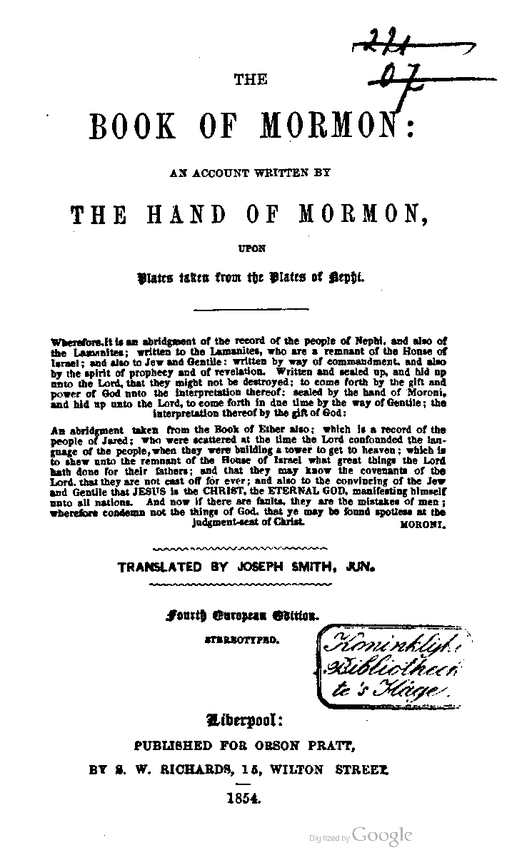 221
07
THE
BOOK OF MORMON:
AN ACCOUNT WRITTEN BY
THE HAND OF MORMON,
UPON
Plates taken from the Plates of Nephi.
Wherefore, it is an abridgment of the record of the people of Nephi, and also of
the Lamanites; written to the Lamanites, who are a remnant of the House of
Israel; and also to Jew and Gentile: written by way of commandment, and also
by the spirit of prophecy and of revelation. Written and sealed up, and hid up
unto the Lord, that they might not be destroyed; to come forth by the gift and
power of God unto the interpretation thereof: sealed by the hand of Moroni,
and hid up unto the Lord, to come forth in due time by the way of Gentile; the
interpretation thereof by the gift of God:
An abridgment taken from the Book of Ether also; which is a record of the
people of Jared; who were scattered at the time the Lord confounded the lan-
guage of the people, when they were building a tower to get to heaven; which is
to shew unto the remnant of the House of Israel what great things the Lord
hath done for their fathers; and that they may know the covenants of the
Lord, that they are not cast off for ever; and also to the convincing of the Jew
and Gentile that JESUS is the CHRIST, the ETERNAL GOD, manifesting himself
unto all nations. And now if there are faults, they are the mistakes of men;
wherefore condemn not the things of God, that ye may be found spotless at the
judgment-seat of Christ.
MORONI.
TRANSLATED BY JOSEPH SMITH, JUN.
Fourth European Edition.
STEREOTYPED.
Koninklijke
Bibliotheek
te 's Hage.
Liverpool:
PUBLISHED FOR ORSON PRATT,
BY S. W. RICHARDS, 15, WILTON STREET.
1854.
Digitized by Google